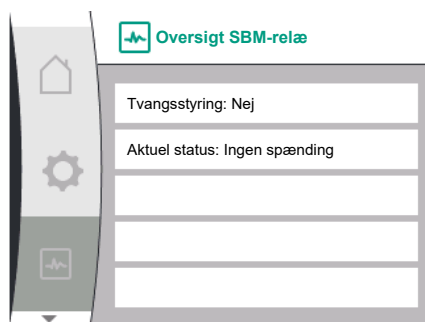 Oversigt SBM-relæ
Tvangsstyring: Nej
Aktuel status: Ingen spænding